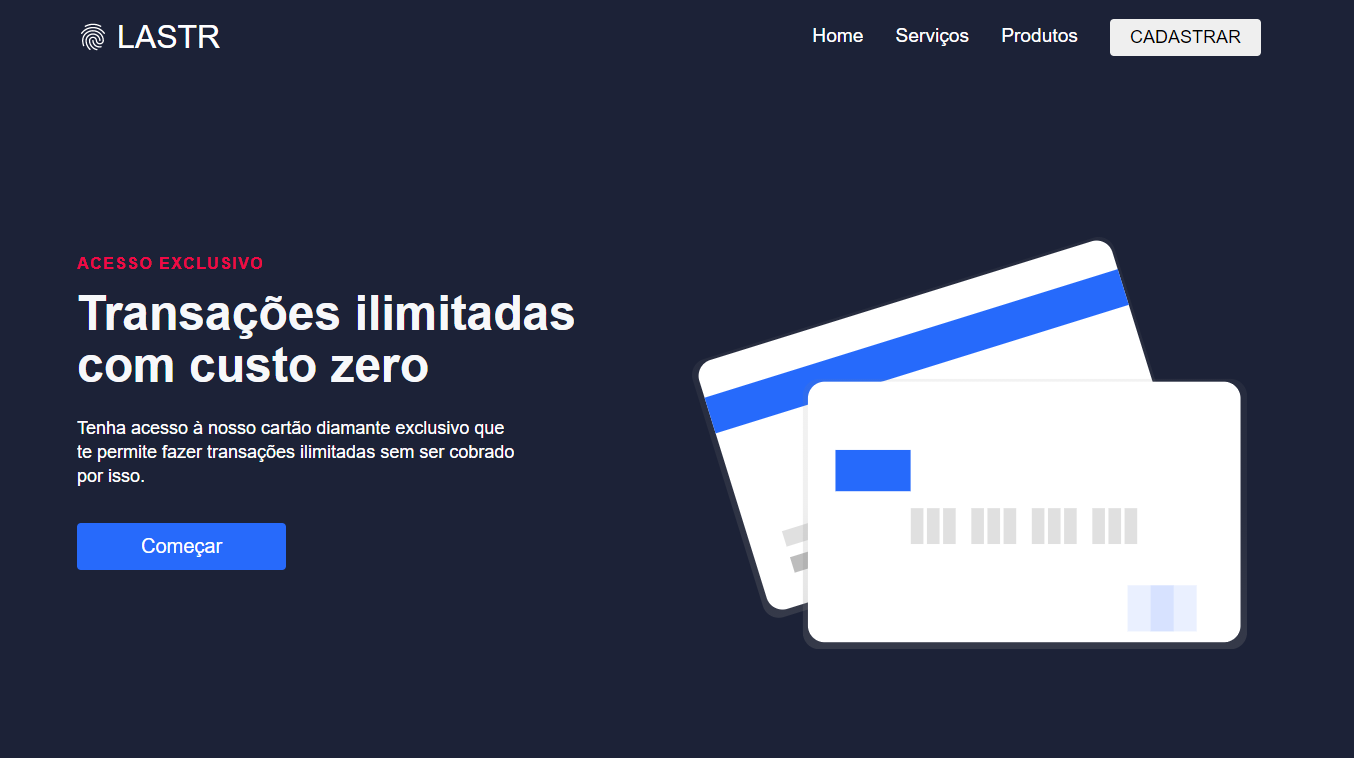 LASTR
Home
Serviços
Produtos
CADASTRAR
ACESSO EXCLUSIVO
Transações ilimitadas
com custo zero
Tenha acesso à nosso cartão diamante exclusivo que
te permite fazer transações ilimitadas sem ser cobrado
por isso.
Começar